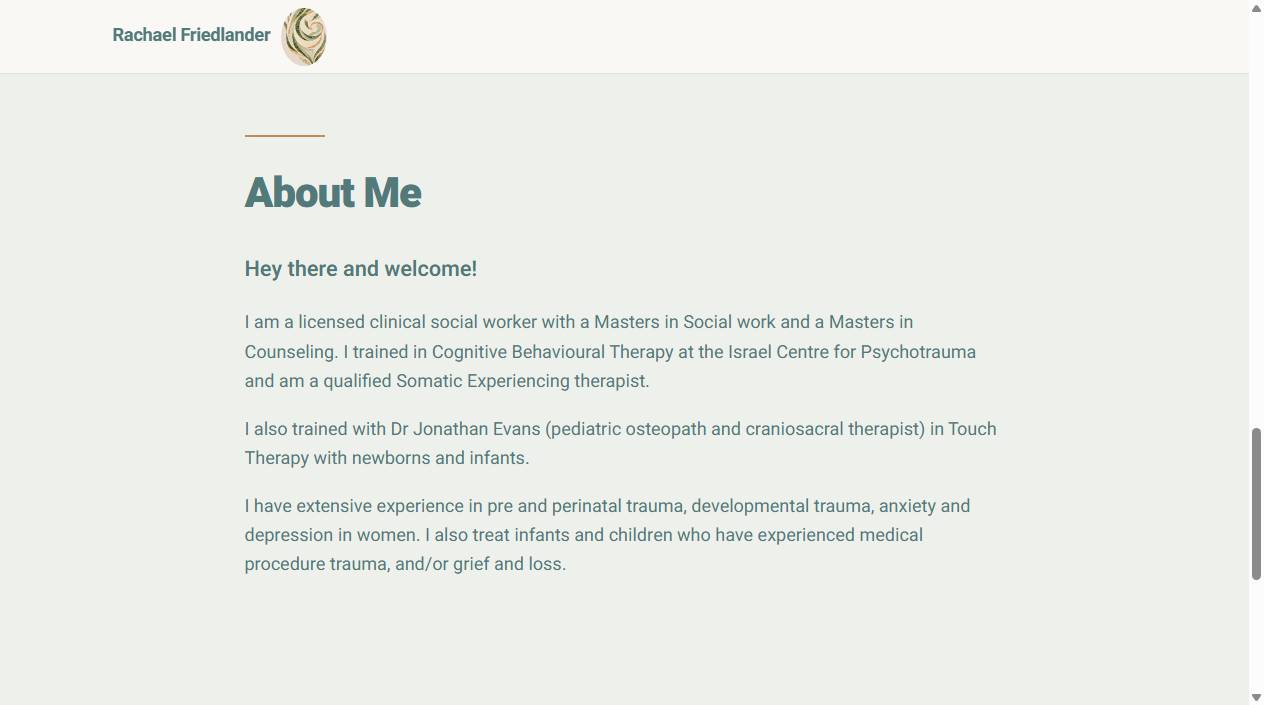 Rachael Friedlander
About Me
Hey there and welcome!
I am a licensed clinical social worker with a Masters in Social work and a Masters in
Counseling. I trained in Cognitive Behavioural Therapy at the Israel Centre for Psychotrauma
and am a qualified Somatic Experiencing therapist.
I also trained with Dr Jonathan Evans (pediatric osteopath and craniosacral therapist) in Touch
Therapy with newborns and infants.
I have extensive experience in pre and perinatal trauma, developmental trauma, anxiety and
depression in women. I also treat infants and children who have experienced medical
procedure trauma, and/or grief and loss.